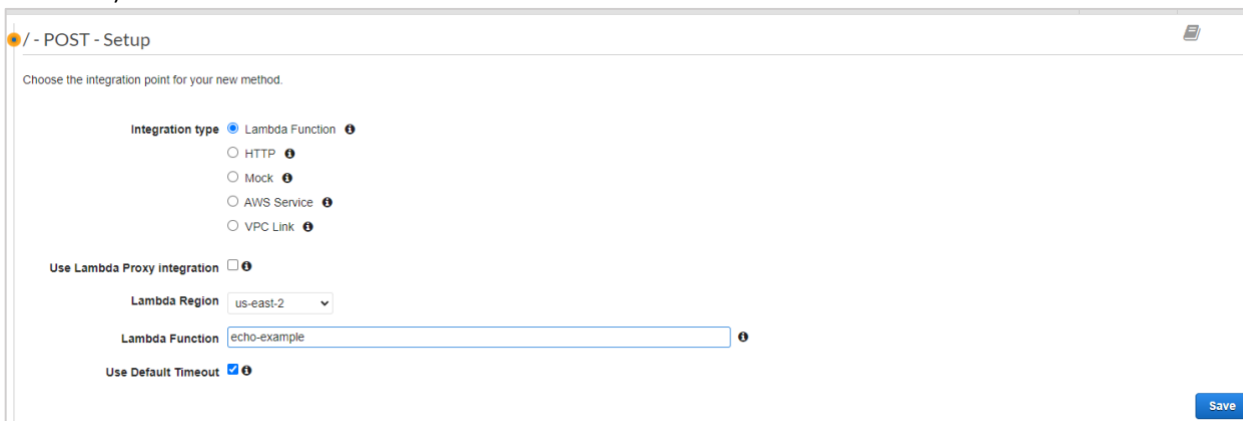 / - POST - Setup
Choose the integration point for your new method.
Integration type Lambda Function
HTTP
Mock
AWS Service
VPC Link
Use Lambda Proxy integration
Lambda Region us-east-2
Lambda Function echo-example
Use Default Timeout
Save